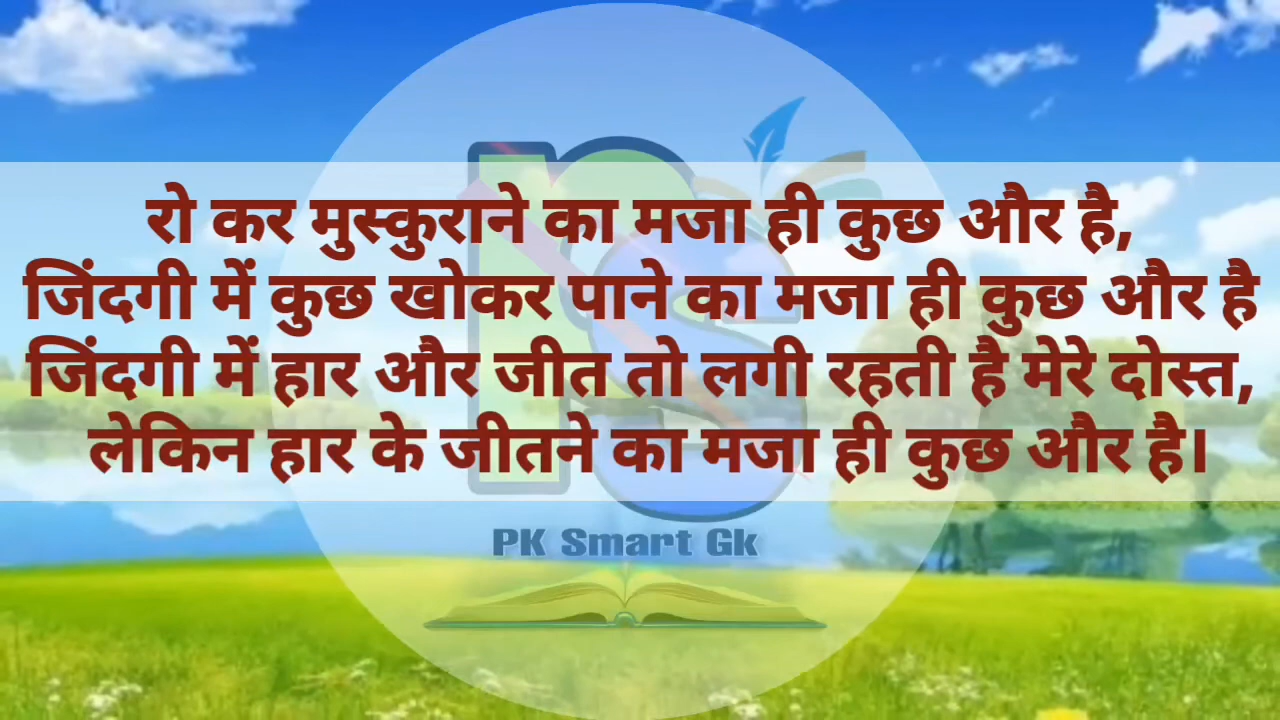 रो कर मुस्कुराने का मजा ही कुछ और है,
जिंदगी में कुछ खोकर पाने का मजा ही कुछ और है
जिंदगी में हार और जीत तो लगी रहती है मेरे दोस्त,
लेकिन हार के जीतने का मजा ही कुछ और है।
PK Smart Gk